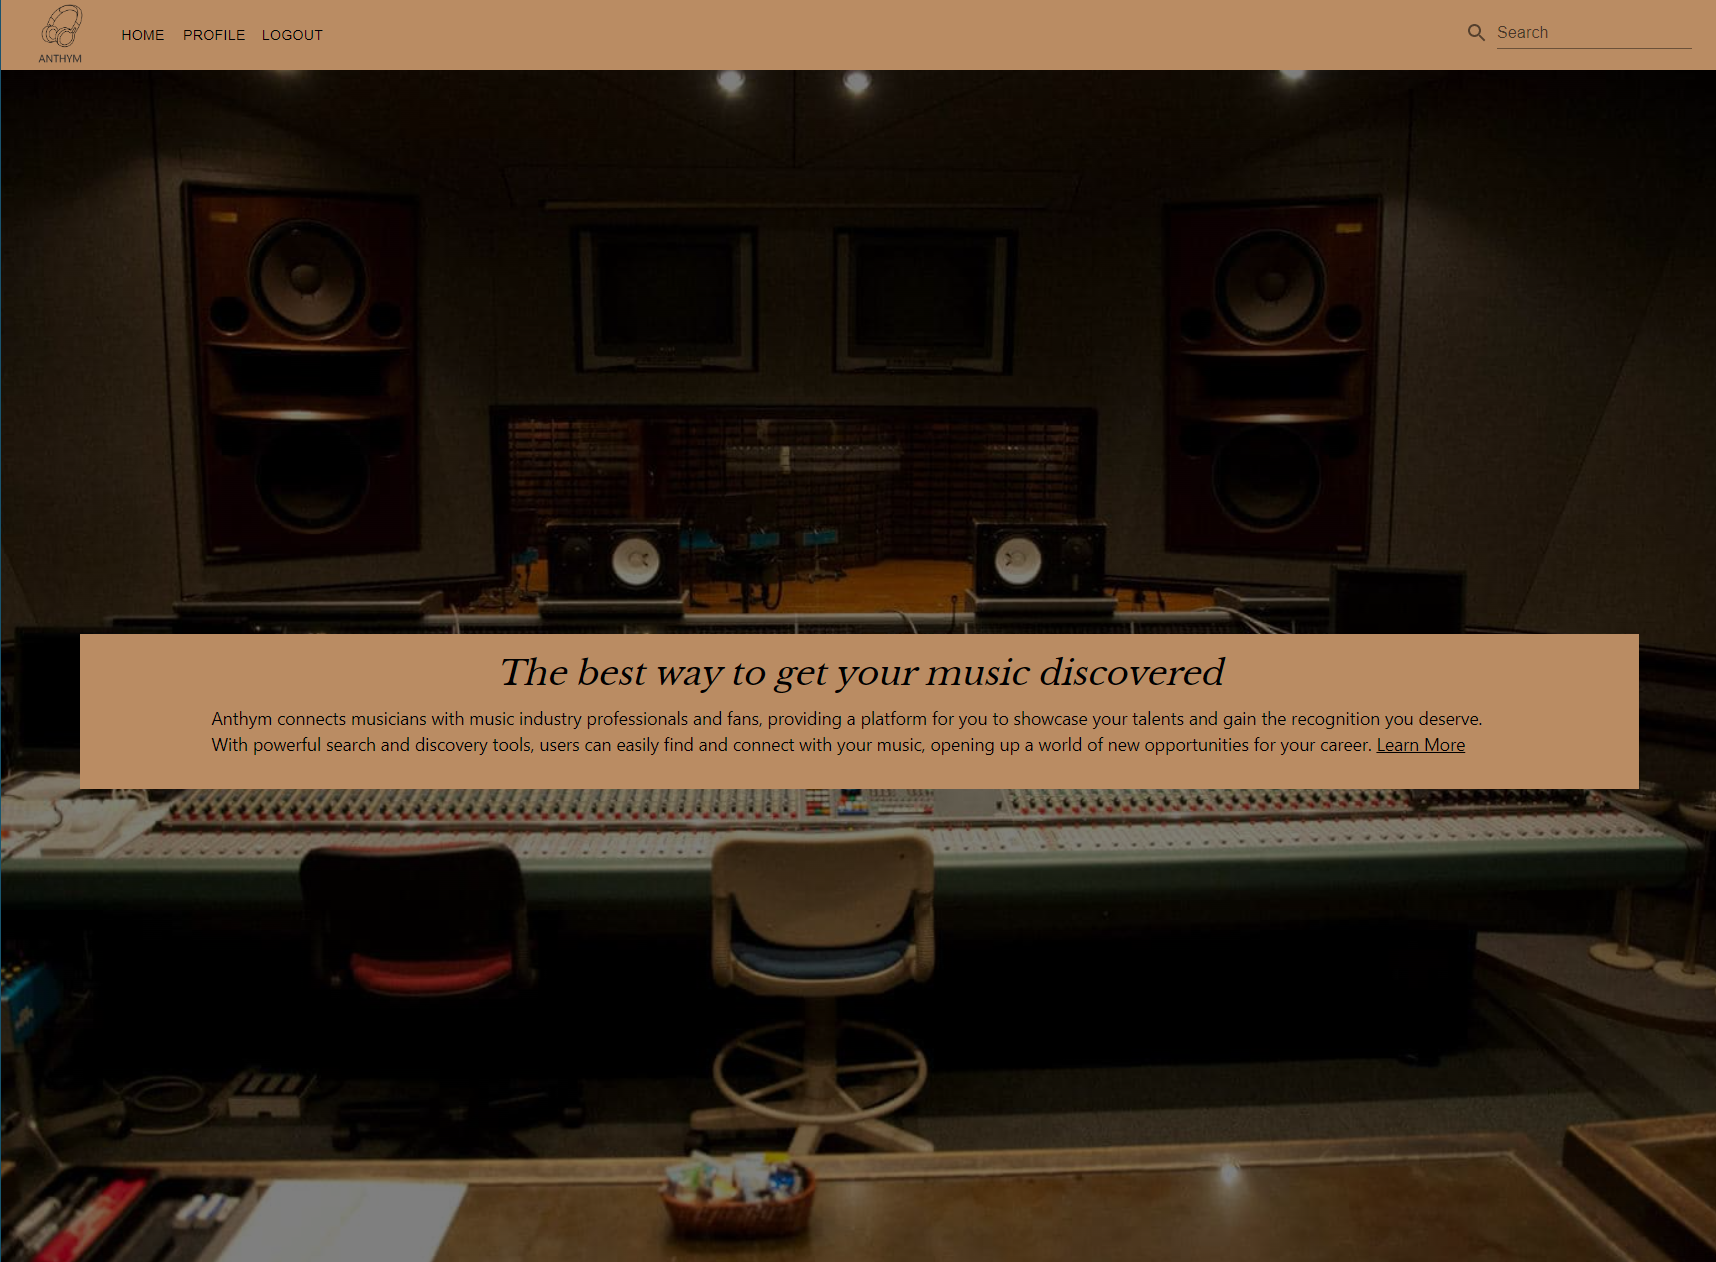 ANTHYM
HOME PROFILE LOGOUT
Search
The best way to get your music discovered
Anthym connects musicians with music industry professionals and fans, providing a platform for you to showcase your talents and gain the recognition you deserve.
With powerful search and discovery tools, users can easily find and connect with your music, opening up a world of new opportunities for your career. Learn More